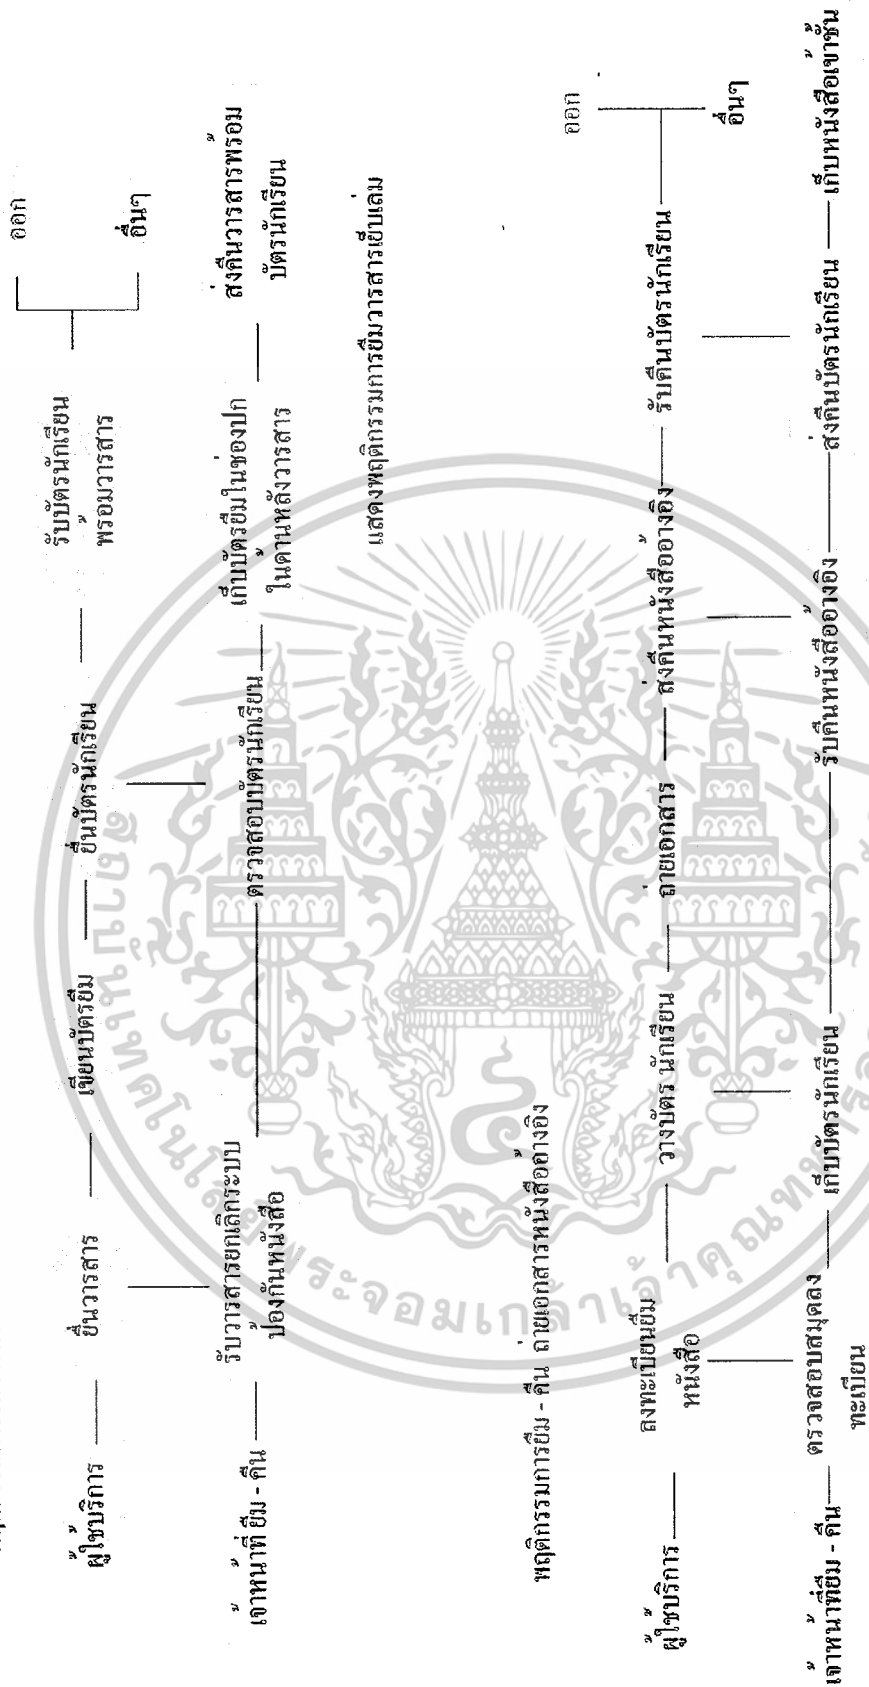 ผู้ใช้บริการ ยื่นวารสาร เขียนบัตรยืม ยื่นบัตรนักเรียน รับบัตรนักเรียน ออก
พร้อมวารสาร อื่นๆ
เจ้าหน้าที่ ยืม - คืน รับวารสารยกเลิกระบบ ตรวจสอบบัตรนักเรียน เก็บบัตรยืมในช่องปก ส่งคืนวารสารพร้อม
ป้องกันหนังสือ ในด้านหลังวารสาร บัตรนักเรียน
แสดงพฤติกรรมการยืมวารสารเย็บเล่ม
พฤติกรรมการยืม - คืน ถ่ายเอกสารหนังสืออ้างอิง
ออก
ผู้ใช้บริการ ลงทะเบียนยืม วางบัตร นักเรียน ถ่ายเอกสาร ส่งคืนหนังสืออ้างอิง รับคืนบัตรนักเรียน
หนังสือ อื่นๆ
เจ้าหน้าที่ยืม - คืน ตรวจสอบสมุดลง เก็บบัตรนักเรียน รับคืนหนังสืออ้างอิง ส่งคืนบัตรนักเรียน เก็บหนังสือเข้าชั้น
ทะเบียน